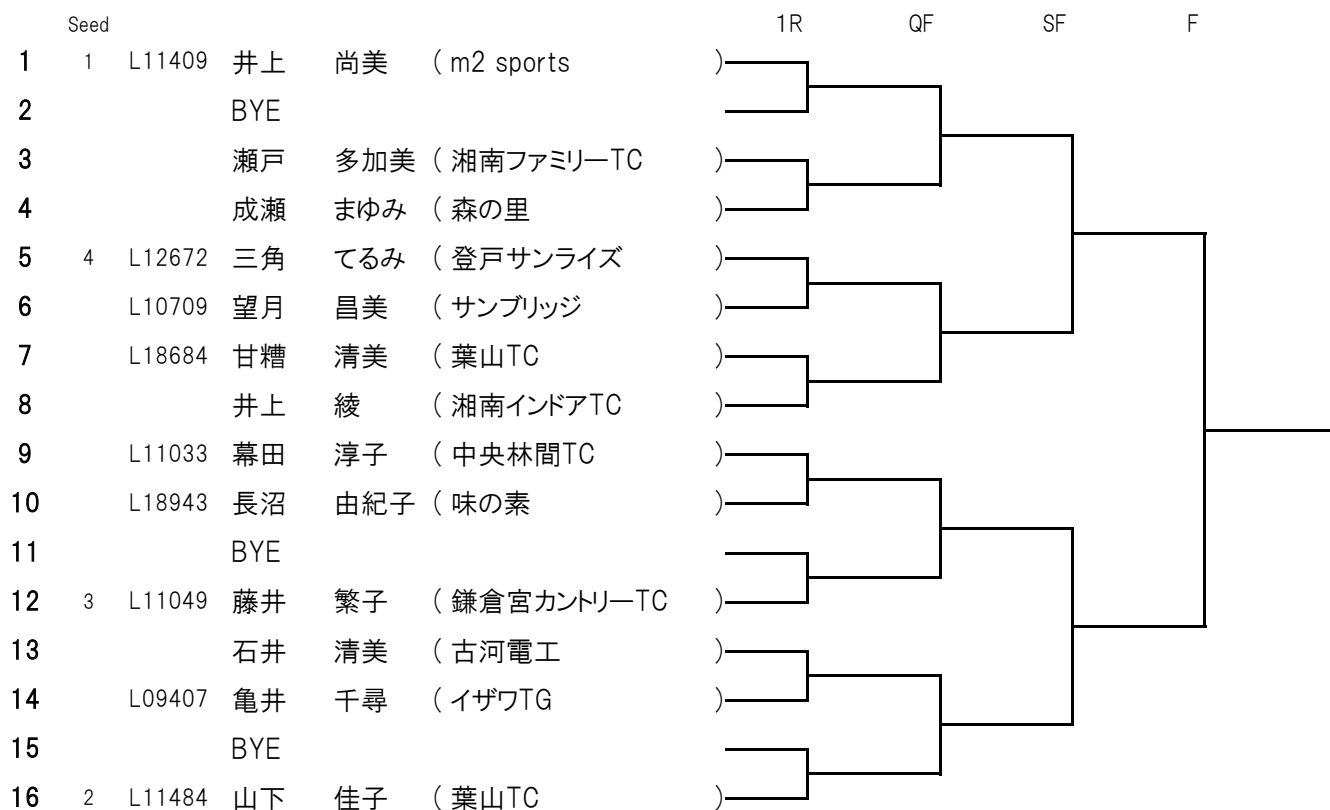 Seed 1R QF SF F
1 1 L11409 井上 尚美 ( m2 sports )
2 BYE
3 瀬戸 多加美 ( 湘南ファミリーTC )
4 成瀬 まゆみ ( 森の里 )
5 4 L12672 三角 てるみ ( 登戸サンライズ )
6 L10709 望月 昌美 ( サンブリッジ )
7 L18684 甘糟 清美 ( 葉山TC )
8 井上 綾 ( 湘南インドアTC )
9 L11033 幕田 淳子 ( 中央林間TC )
10 L18943 長沼 由紀子 ( 味の素 )
11 BYE
12 3 L11049 藤井 繁子 ( 鎌倉宮カントリーTC )
13 石井 清美 ( 古河電工 )
14 L09407 亀井 千尋 ( イザワTG )
15 BYE
16 2 L11484 山下 佳子 ( 葉山TC )